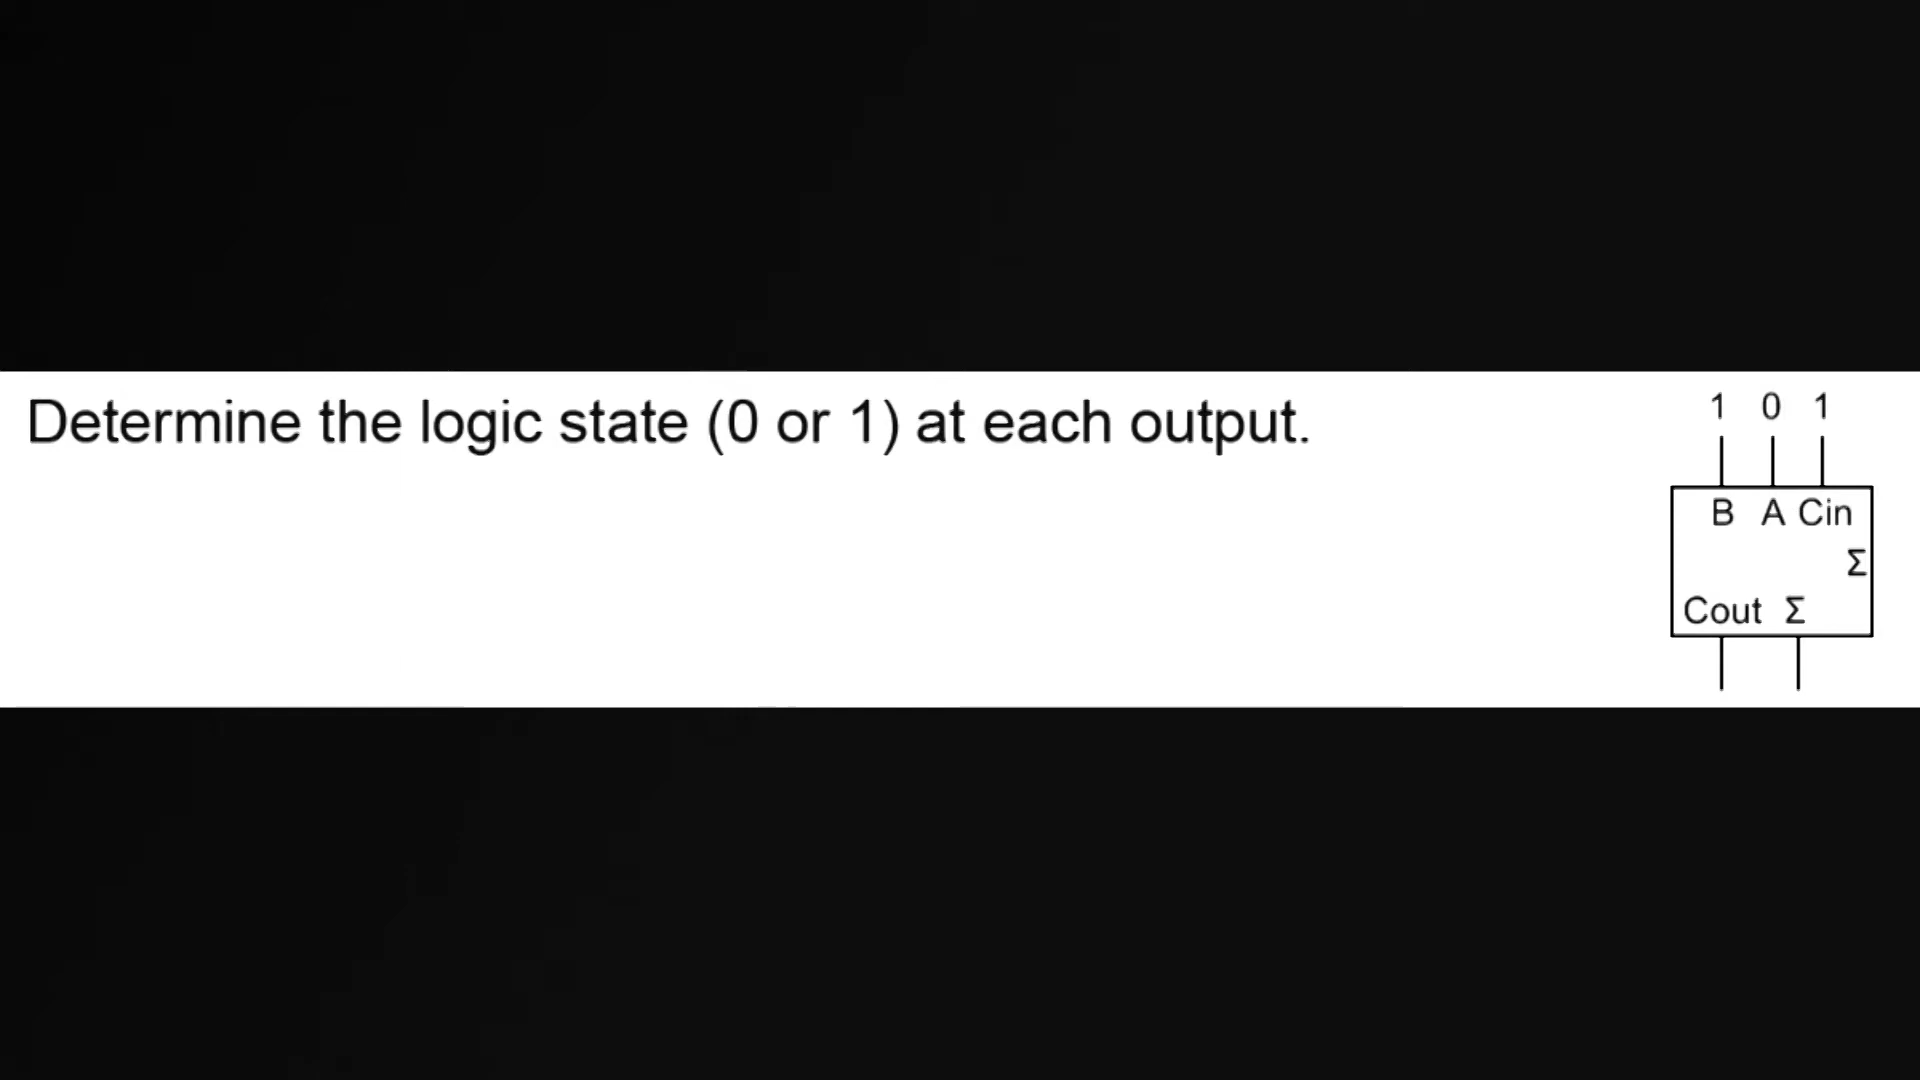 Determine the logic state (0 or 1) at each output.
1 0 1
B A Cin
Σ
Cout Σ